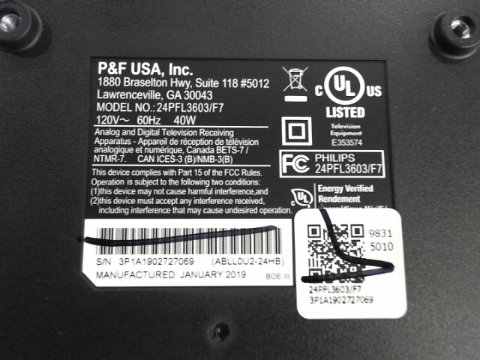 P&F USA, Inc.
1880 Braselton Hwy, Suite 118 #5012
Lawrenceville, GA 30043
MODEL NO.: 24PFL3603/F7
120V~ 60Hz 40W
Analog and Digital Television Receiving
Apparatus - Appareil de réception de télévision
analogique et numérique, Canada BETS-7 /
NTMR-7. CAN ICES-3 (B)/NMB-3(B)
This device complies with Part 15 of the FCC Rules.
Operation is subject to the following two conditions:
(1)this device may not cause harmful interference,and
(2)this device must accept any interference received,
including interference that may cause undesired
S/N 3P1A1902727069 (ABLL0U2-24HB)
MANUFACTURED: JANUARY 2019 BOE III
C UL US
LISTED
Television
Equipment
E353574
FC PHILIPS
24PFL3603/F7
UL Energy Verified
Rendement
9831
5010
24PFL3603/F7
3P1A1902727069